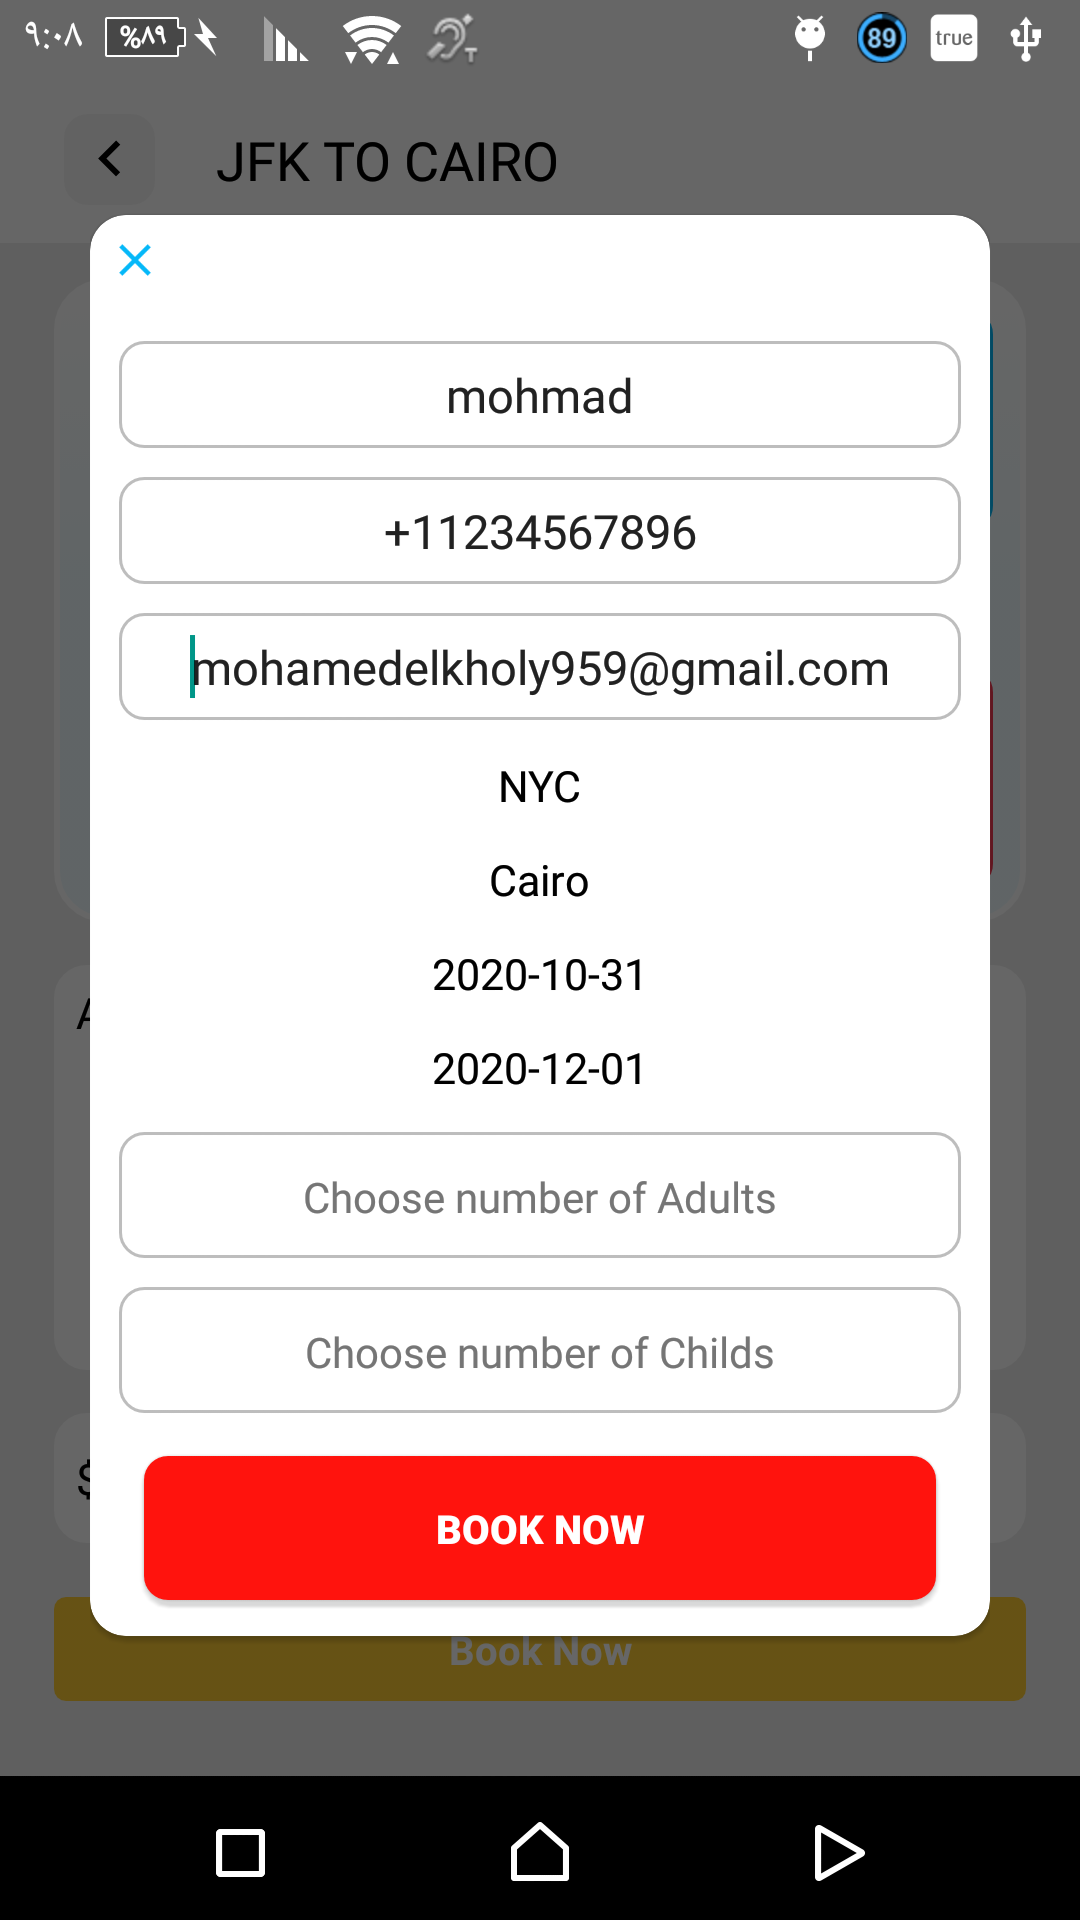 ٩:٠٨ %٨٩ T 89 true
JFK TO CAIRO
mohmad
+11234567896
mohamedelkholy959@gmail.com
NYC
Cairo
2020-10-31
A
2020-12-01
Choose number of Adults
Choose number of Childs
$
BOOK NOW
Book Now